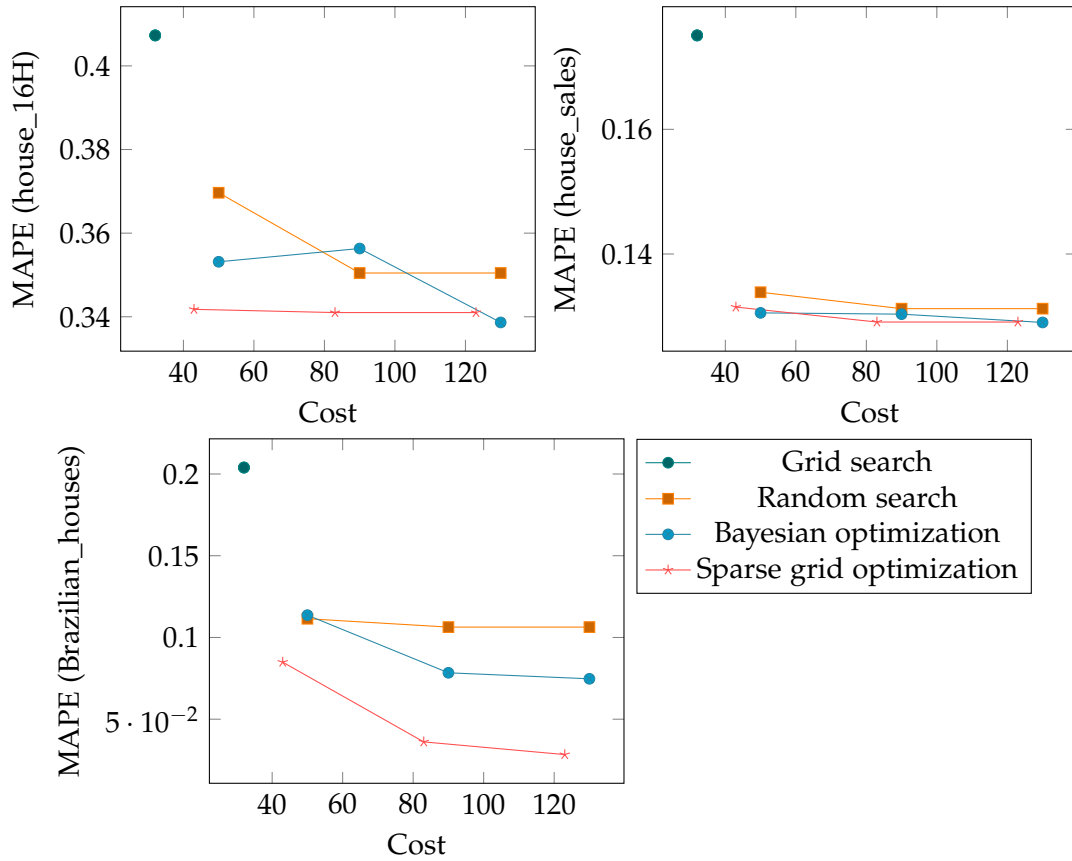 MAPE (house_16H)
0.4
0.38
0.36
0.34
40 60 80 100 120
Cost
MAPE (house_sales)
0.16
0.14
40 60 80 100 120
Cost
MAPE (Brazilian_houses)
0.2
0.15
0.1
5 · 10⁻²
40 60 80 100 120
Cost
Grid search
Random search
Bayesian optimization
Sparse grid optimization